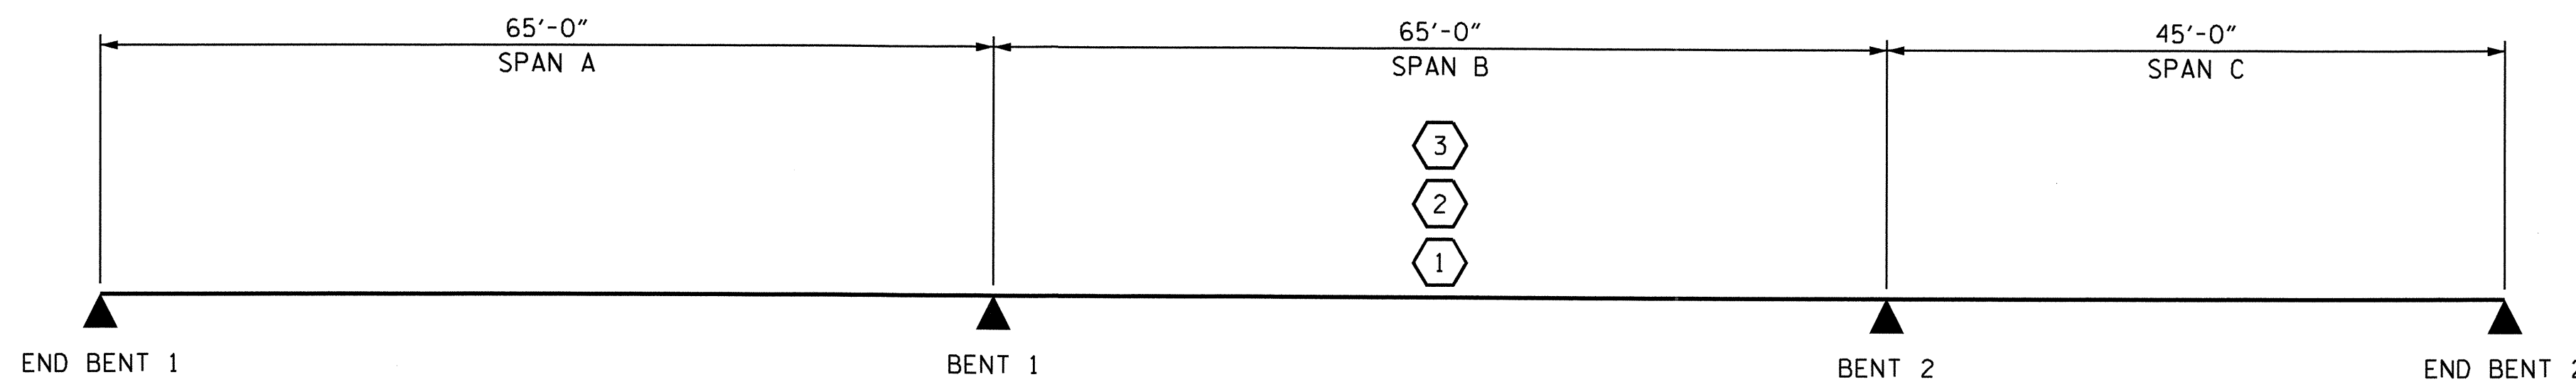 65'-0" 65'-0" 45'-0"
SPAN A SPAN B SPAN C
3
2
1
END BENT 1 BENT 1 BENT 2 END BENT 2